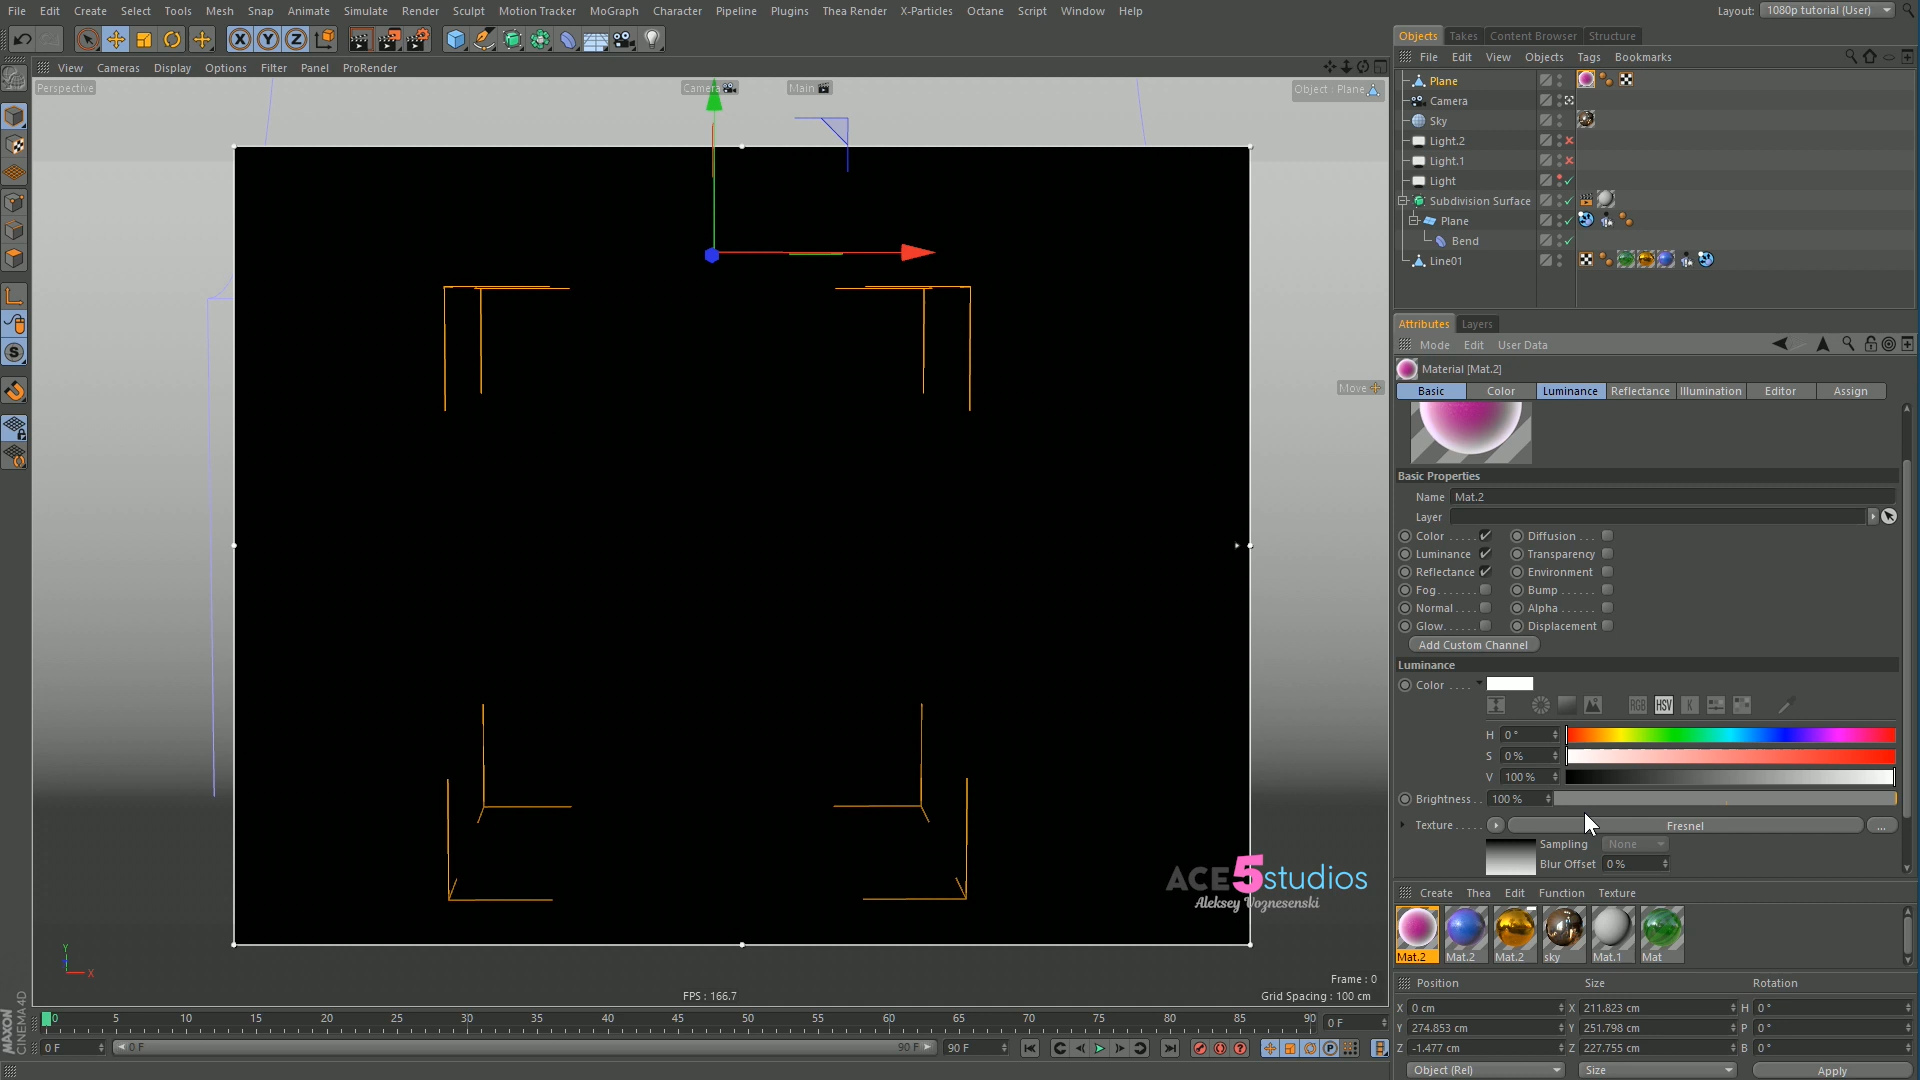 File Edit Create Select Tools Mesh Snap Animate Simulate Render Sculpt Motion Tracker MoGraph Character Pipeline Plugins Thea Render X-Particles Octane Script Window Help
Layout: 1080p tutorial (User)
View Cameras Display Options Filter Panel ProRender
Perspective
Camera
Main
Object : Plane
Move
Objects Takes Content Browser Structure
File Edit View Objects Tags Bookmarks
Plane
Camera
Sky
Light.2
Light.1
Light
Subdivision Surface
Plane
Bend
Line01
Attributes Layers
Mode Edit User Data
Material [Mat.2]
Basic Color Luminance Reflectance Illumination Editor Assign
Basic Properties
Name Mat.2
Layer
Color . . . . . Diffusion . . .
Luminance Transparency
Reflectance Environment
Fog. . . . . . . Bump . . . . . .
Normal . . . . Alpha . . . . . .
Glow. . . . . . Displacement
Add Custom Channel
Luminance
Color . . . .
RGB HSV K
H 0 °
S 0 %
V 100 %
Brightness . . 100 %
Texture . . . . . Fresnel ...
Sampling None
Blur Offset 0 %
Create Thea Edit Function Texture
Mat.2 Mat.2 Mat.2 sky Mat.1 Mat
Position Size Rotation
X 0 cm X 211.823 cm H 0 °
Y 274.853 cm Y 251.798 cm P 0 °
Z -1.477 cm Z 227.755 cm B 0 °
Object (Rel) Size Apply
ACE5studios
Aleksey Voznesenski
Y
X
FPS : 166.7
Frame : 0
Grid Spacing : 100 cm
0 5 10 15 20 25 30 35 40 45 50 55 60 65 70 75 80 85 90 0 F
0 F 0 F 90 F 90 F
MAXON
CINEMA 4D